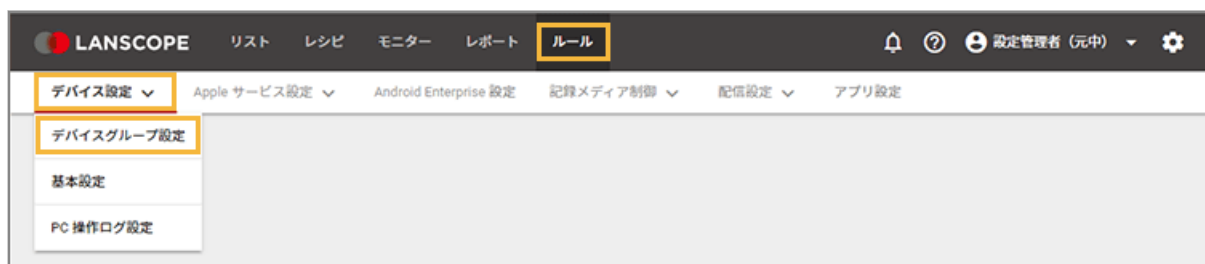 LANSCOPE リスト レシピ モニター レポート ルール 設定管理者（元中）
デバイス設定 Apple サービス設定 Android Enterprise 設定 記録メディア制御 配信設定 アプリ設定
デバイスグループ設定
基本設定
PC 操作ログ設定